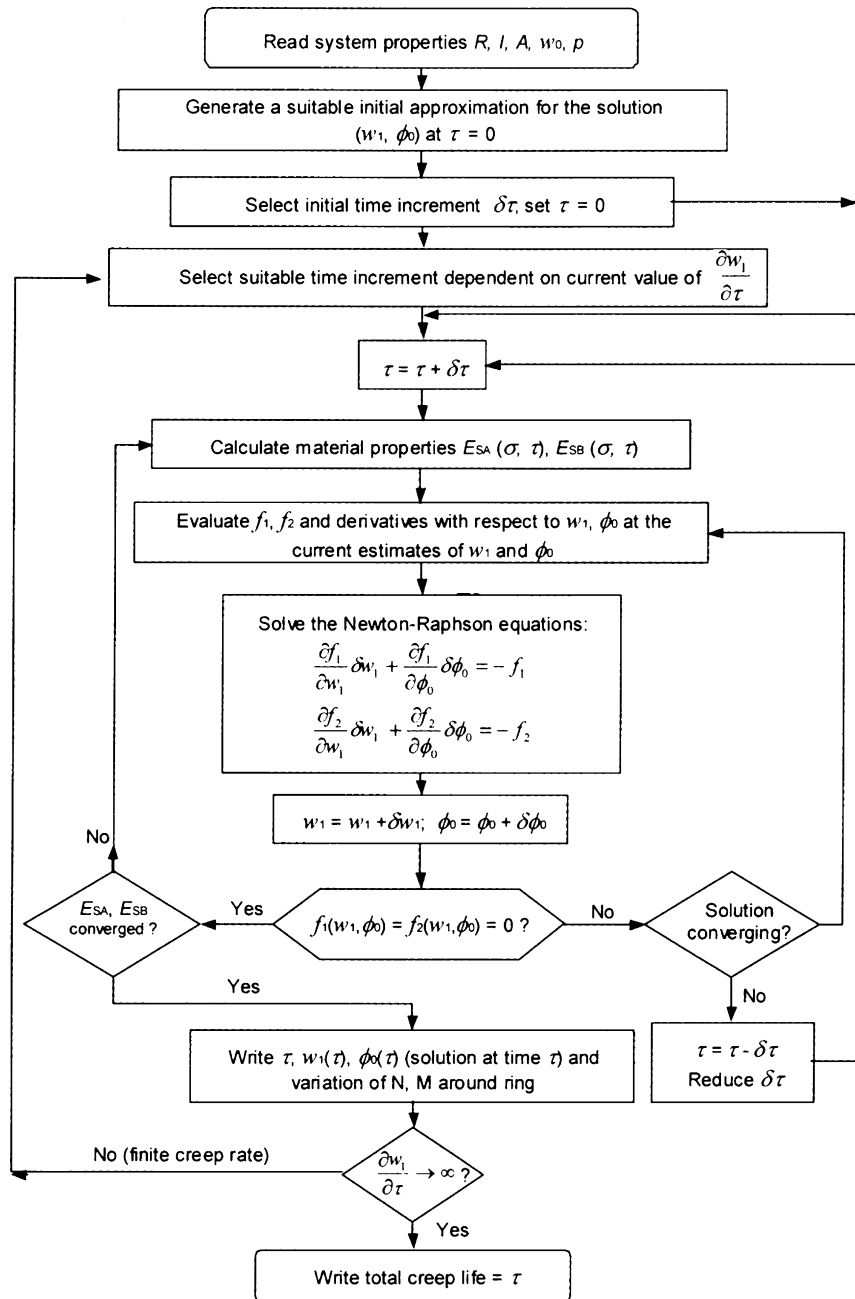 Read system properties R, I, A, w₀, p
Generate a suitable initial approximation for the solution
(w₁, ϕ₀) at τ = 0
Select initial time increment δτ, set τ = 0
Select suitable time increment dependent on current value of ∂w₁/∂τ
τ = τ + δτ
Calculate material properties E_SA (σ, τ), E_SB (σ, τ)
Evaluate f₁, f₂ and derivatives with respect to w₁, ϕ₀ at the
current estimates of w₁ and ϕ₀
Solve the Newton-Raphson equations:
∂f₁/∂w₁ δw₁ + ∂f₁/∂ϕ₀ δϕ₀ = – f₁
∂f₂/∂w₁ δw₁ + ∂f₂/∂ϕ₀ δϕ₀ = – f₂
w₁ = w₁ +δw₁; ϕ₀ = ϕ₀ + δϕ₀
No
E_SA, E_SB
converged ?
Yes
f₁(w₁,ϕ₀) = f₂(w₁,ϕ₀) = 0 ?
No
Solution
converging?
Yes
No
τ = τ - δτ
Reduce δτ
Write τ, w₁(τ), ϕ₀(τ) (solution at time τ) and
variation of N, M around ring
No (finite creep rate)
∂w₁/∂τ → ∞ ?
Yes
Write total creep life = τ